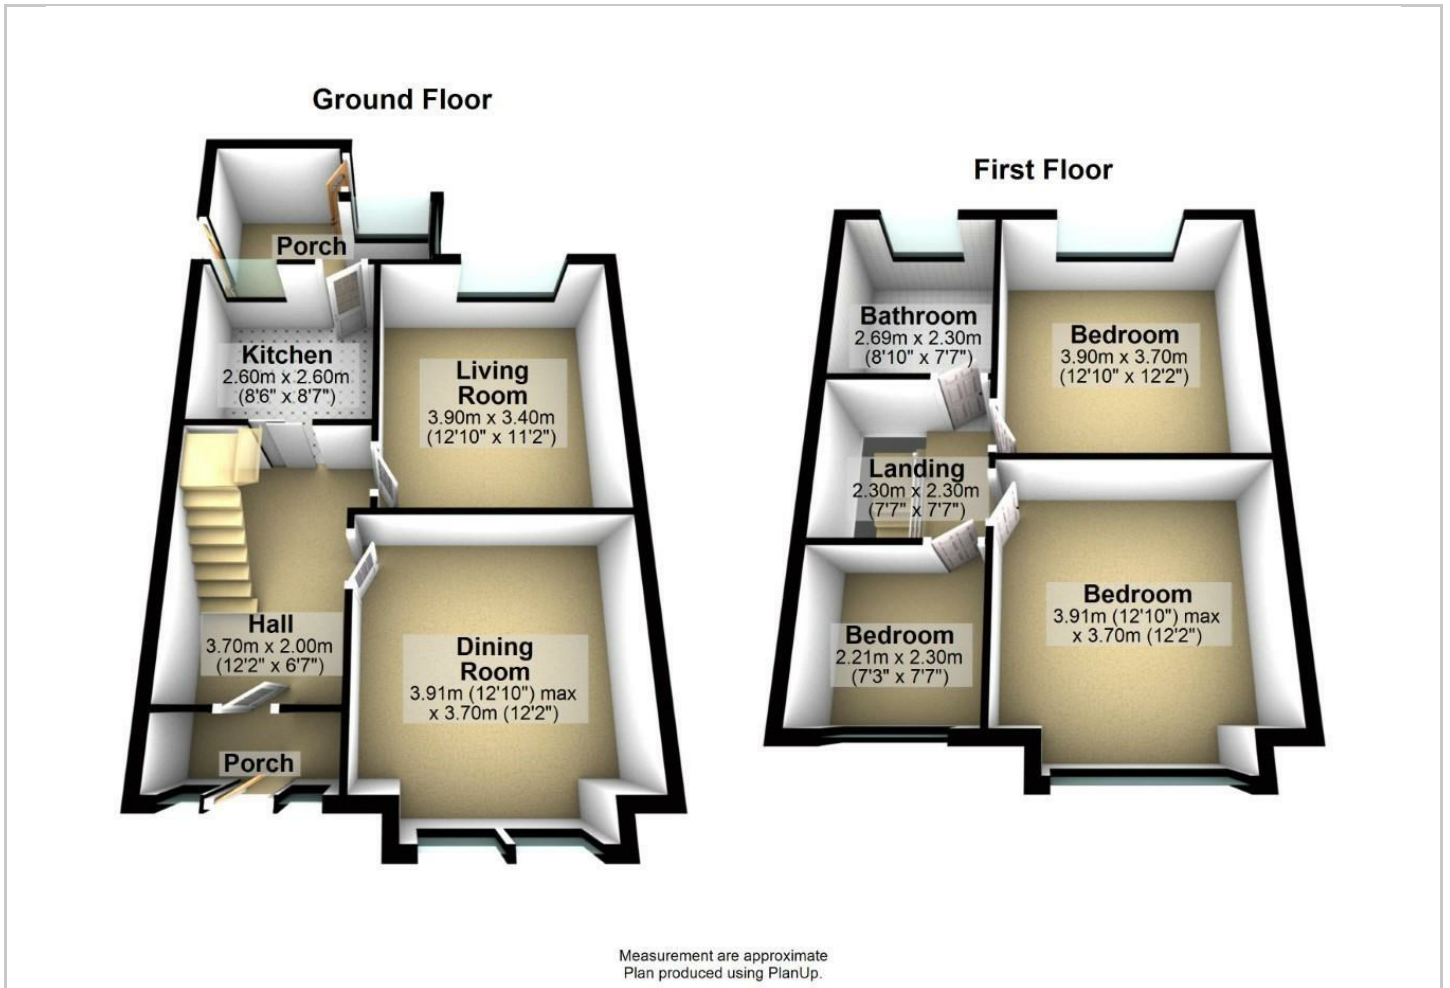 Ground Floor
Porch
Kitchen
2.60m x 2.60m
(8'6" x 8'7")
Living
Room
3.90m x 3.40m
(12'10" x 11'2")
Hall
3.70m x 2.00m
(12'2" x 6'7")
Dining
Room
3.91m (12'10") max
x 3.70m (12'2")
Porch
First Floor
Bathroom
2.69m x 2.30m
(8'10" x 7'7")
Bedroom
3.90m x 3.70m
(12'10" x 12'2")
Landing
2.30m x 2.30m
(7'7" x 7'7")
Bedroom
3.91m (12'10") max
x 3.70m (12'2")
Bedroom
2.21m x 2.30m
(7'3" x 7'7")
Measurement are approximate
Plan produced using PlanUp.